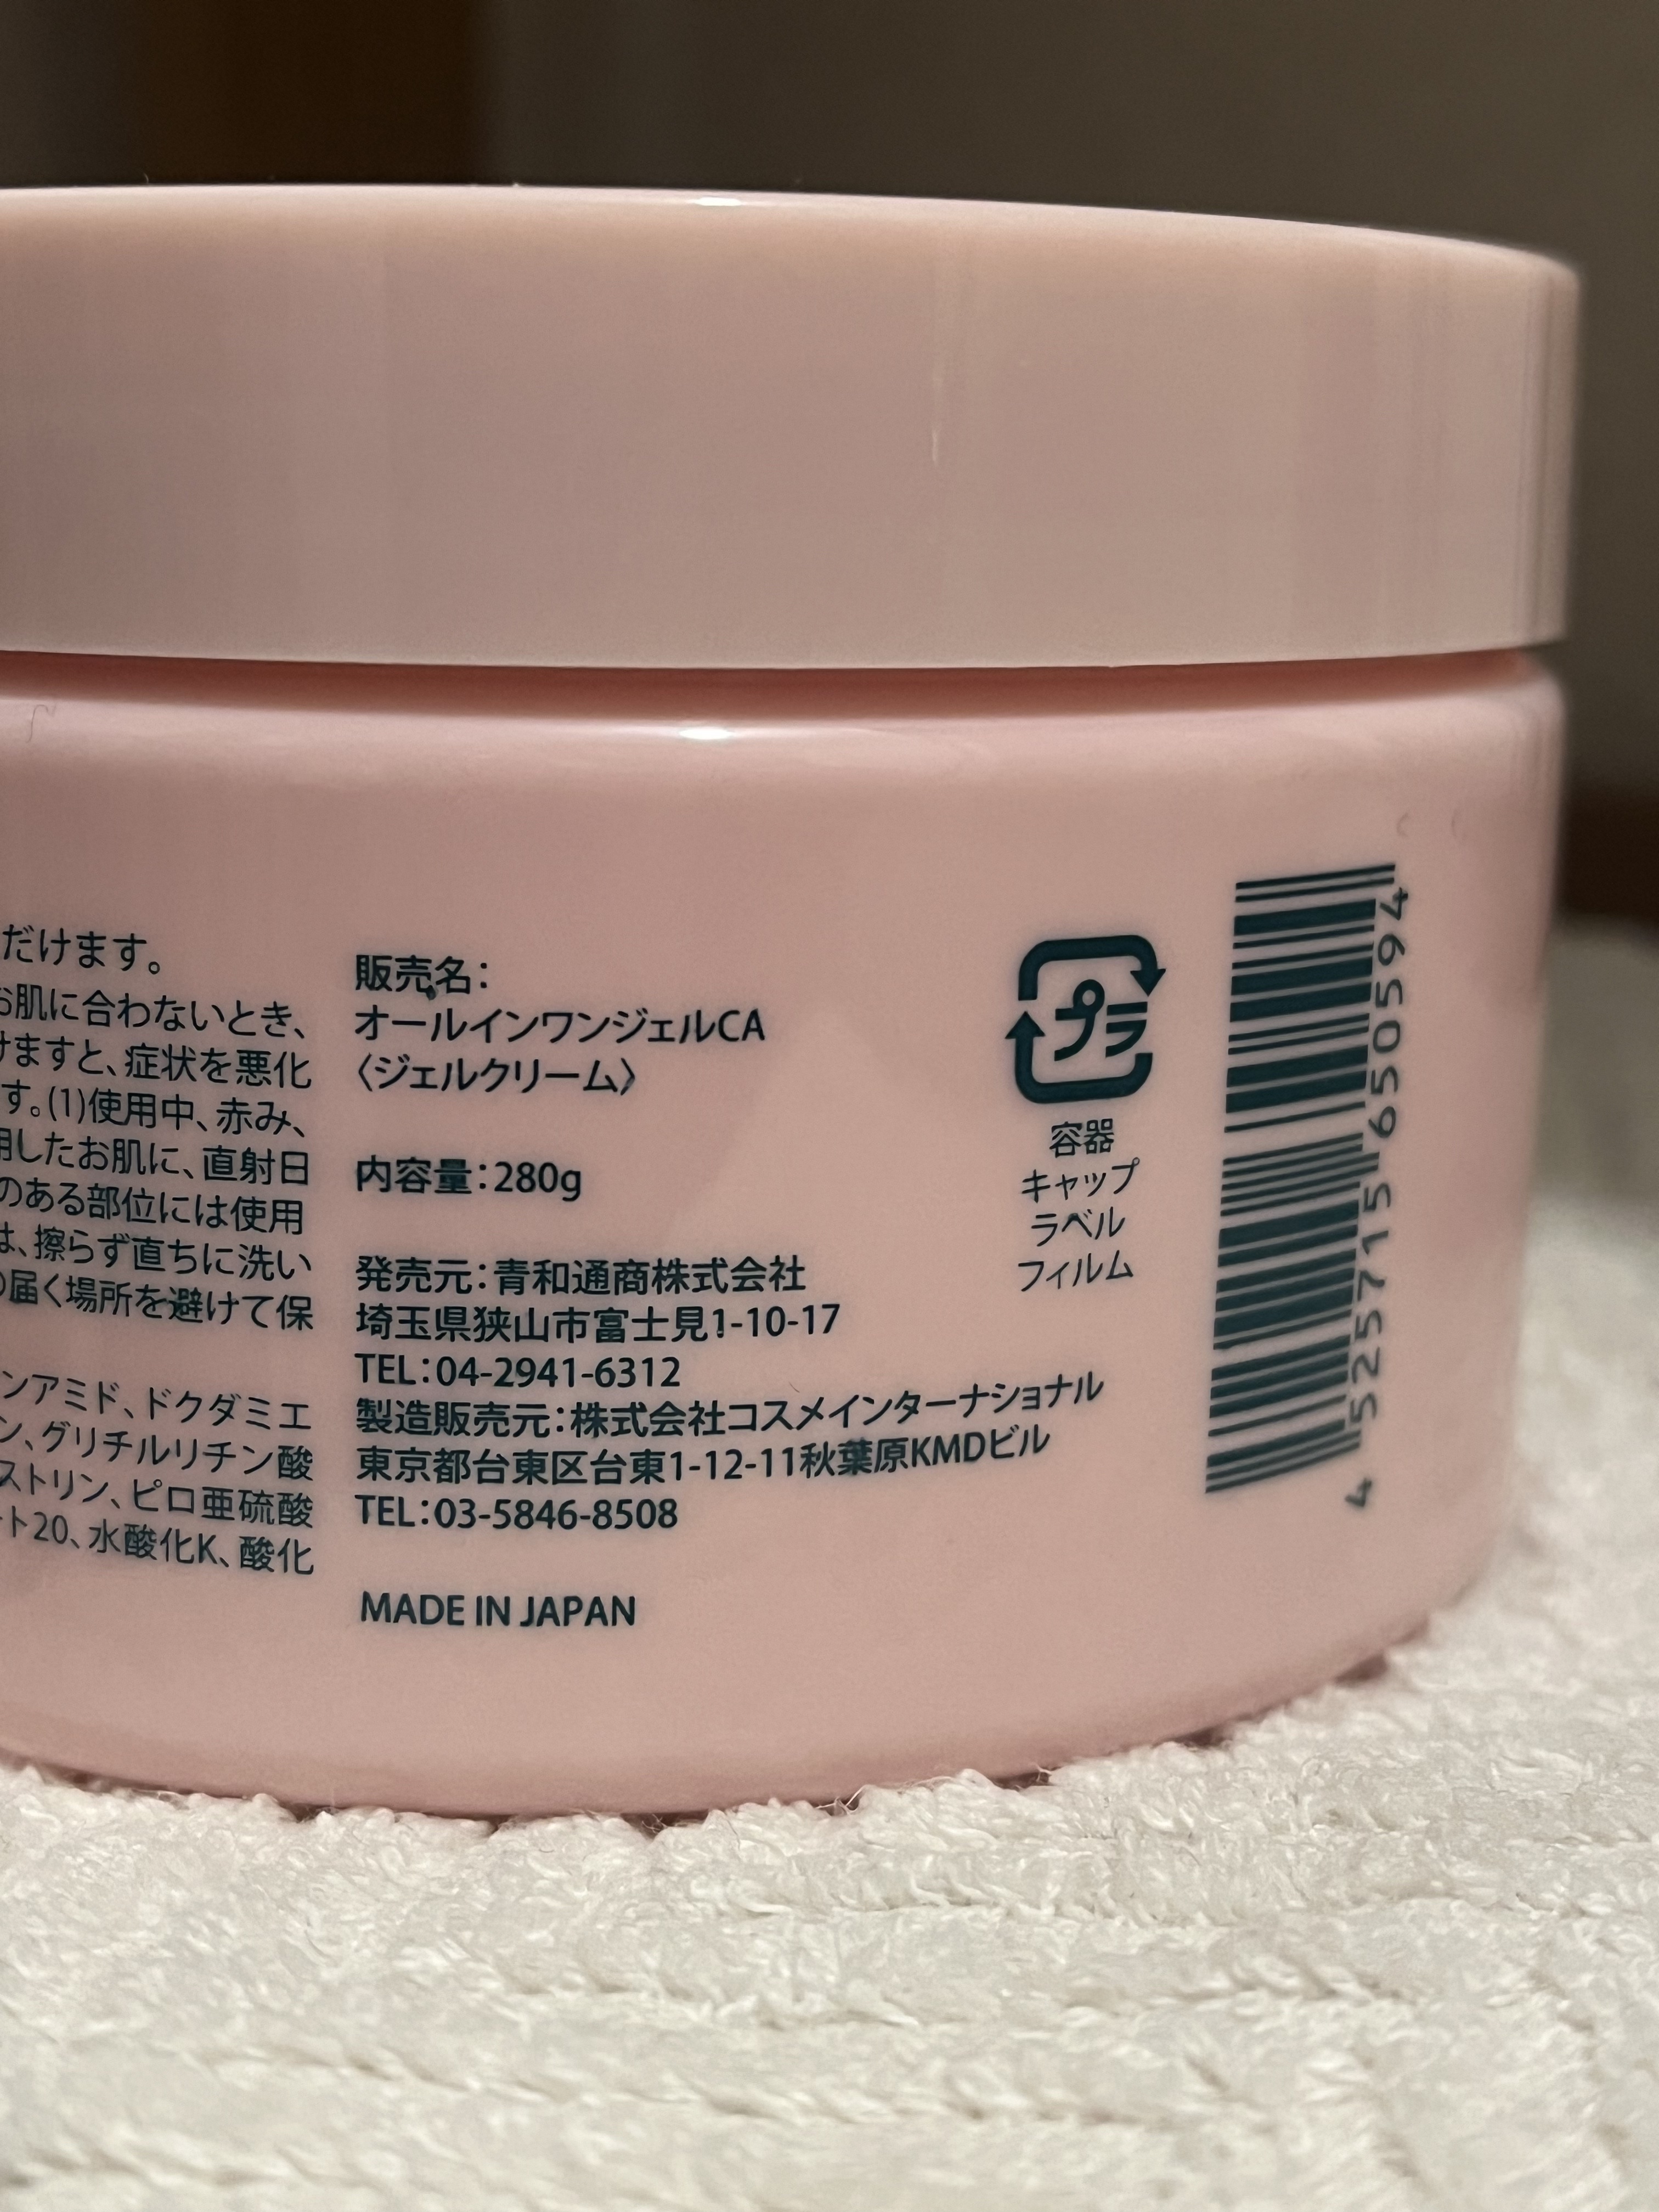 だけます。
お肌に合わないとき、
けますと、症状を悪化
す。(1)使用中、赤み、
用したお肌に、直射日
のある部位には使用
は、擦らず直ちに洗い
の届く場所を避けて保
ンアミド、ドクダミエ
ン、グリチルリチン酸
ストリン、ピロ亜硫酸
ート20、水酸化K、酸化
販売名：
オールインワンジェルCA
〈ジェルクリーム〉
内容量：280g
発売元：青和通商株式会社
埼玉県狭山市富士見1-10-17
TEL：04-2941-6312
製造販売元：株式会社コスメインターナショナル
東京都台東区台東1-12-11秋葉原KMDビル
TEL：03-5846-8508
MADE IN JAPAN
プラ
容器
キャップ
ラベル
フィルム
4 525715 650594